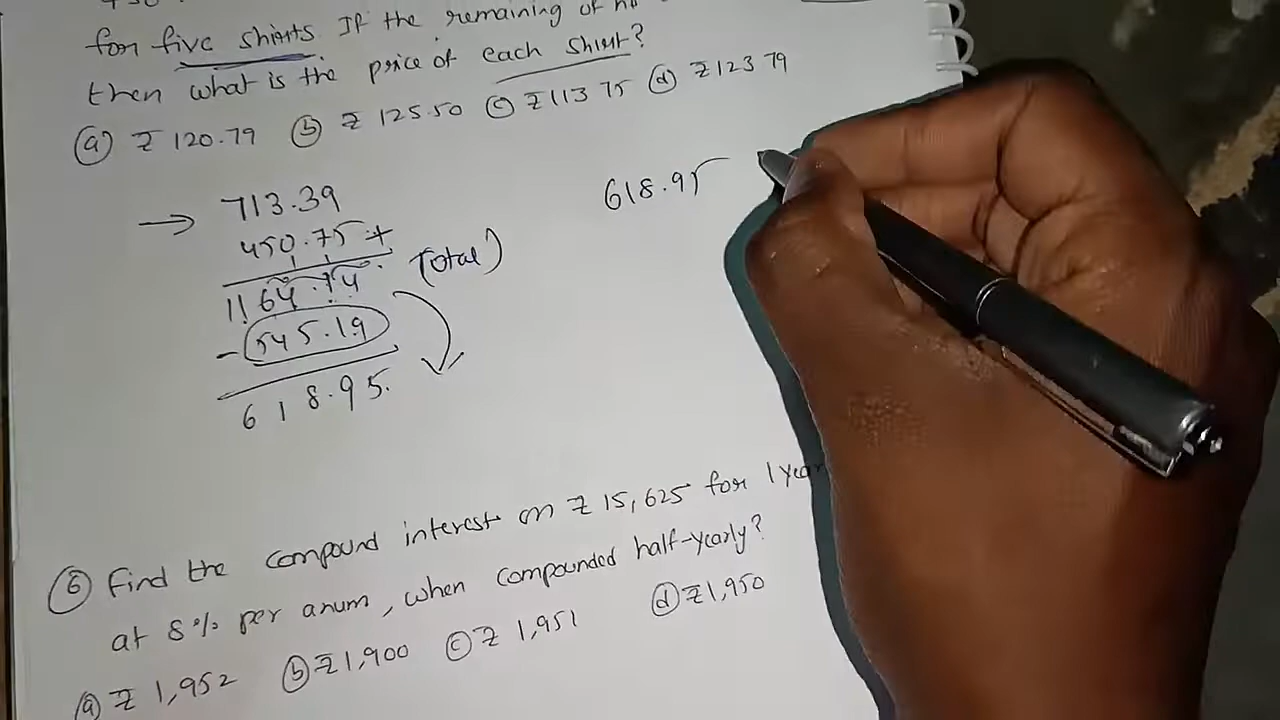 for five shirts If the remaining of
then what is the price of each shirt?
(a) ₹ 120.79 (b) ₹ 125.50 (c) ₹113 75 (d) ₹123 79
→ 713.39
450.75 +
1164.14 Total)
- 545.19
618.95.
618.95
(6) Find the compound interest on ₹ 15,625 for 1 year
at 8% per anum, when compounded half-yearly?
(a) ₹ 1,952 (b) ₹1,900 (c) ₹ 1,951 (d) ₹1,950